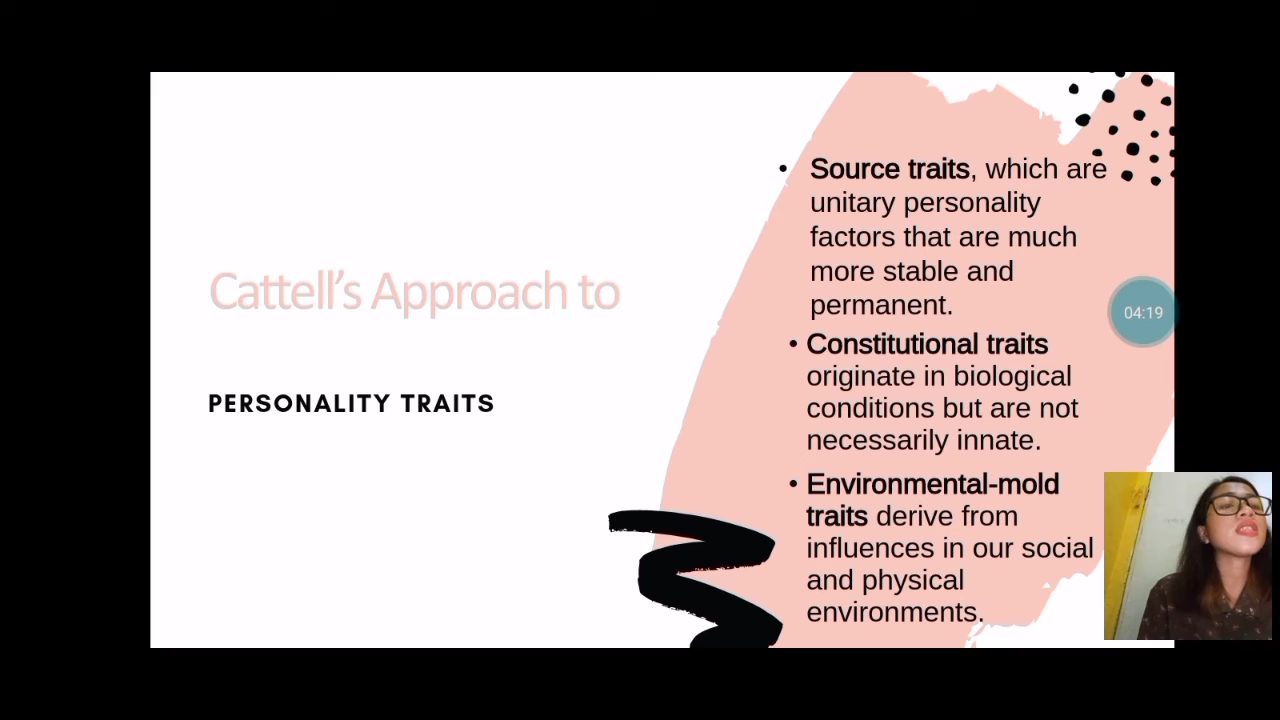 Cattell’s Approach to
PERSONALITY TRAITS
• Source traits, which are
unitary personality
factors that are much
more stable and
permanent.
• Constitutional traits
originate in biological
conditions but are not
necessarily innate.
• Environmental-mold
traits derive from
influences in our social
and physical
environments.
04:19